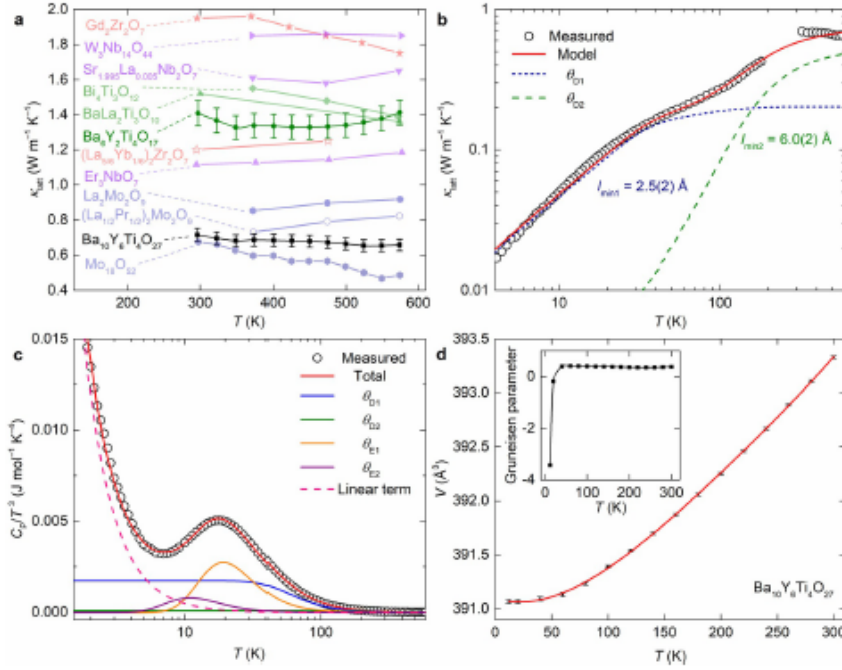 a
2.0
1.8
1.6
1.4
1.2
1.0
0.8
0.6
0.4
κlatt (W m⁻¹ K⁻¹)
Gd₂Zr₂O₇
W₃Nb₁₄O₄₄
Sr₁.₉₉₅La₀.₀₀₅Nb₂O₇
Bi₄Ti₃O₁₂
BaLa₂Ti₃O₁₀
Ba₆Y₂Ti₄O₁₇
(La₅/₆Yb₁/₆)₂Zr₂O₇
Er₃NbO₇
La₂Mo₂O₉
(La₁/₂Pr₁/₂)₂Mo₂O₉
Ba₁₀Y₆Ti₄O₂₇
Mo₁₈O₅₂
200 300 400 500 600
T (K)
b
1
0.1
0.01
κlatt (W m⁻¹ K⁻¹)
Measured
Model
θD1
θD2
lmin2 = 6.0(2) Å
lmin1 = 2.5(2) Å
10 100
T (K)
c
0.015
0.010
0.005
0.000
Cp/T³ (J mol⁻¹ K⁻⁴)
Measured
Total
θD1
θD2
θE1
θE2
Linear term
10 100
T (K)
d
393.5
393.0
392.5
392.0
391.5
391.0
V (Å³)
Gruneisen parameter
0
-2
-4
0 100 200 300
T (K)
Ba₁₀Y₆Ti₄O₂₇
0 50 100 150 200 250 300
T (K)